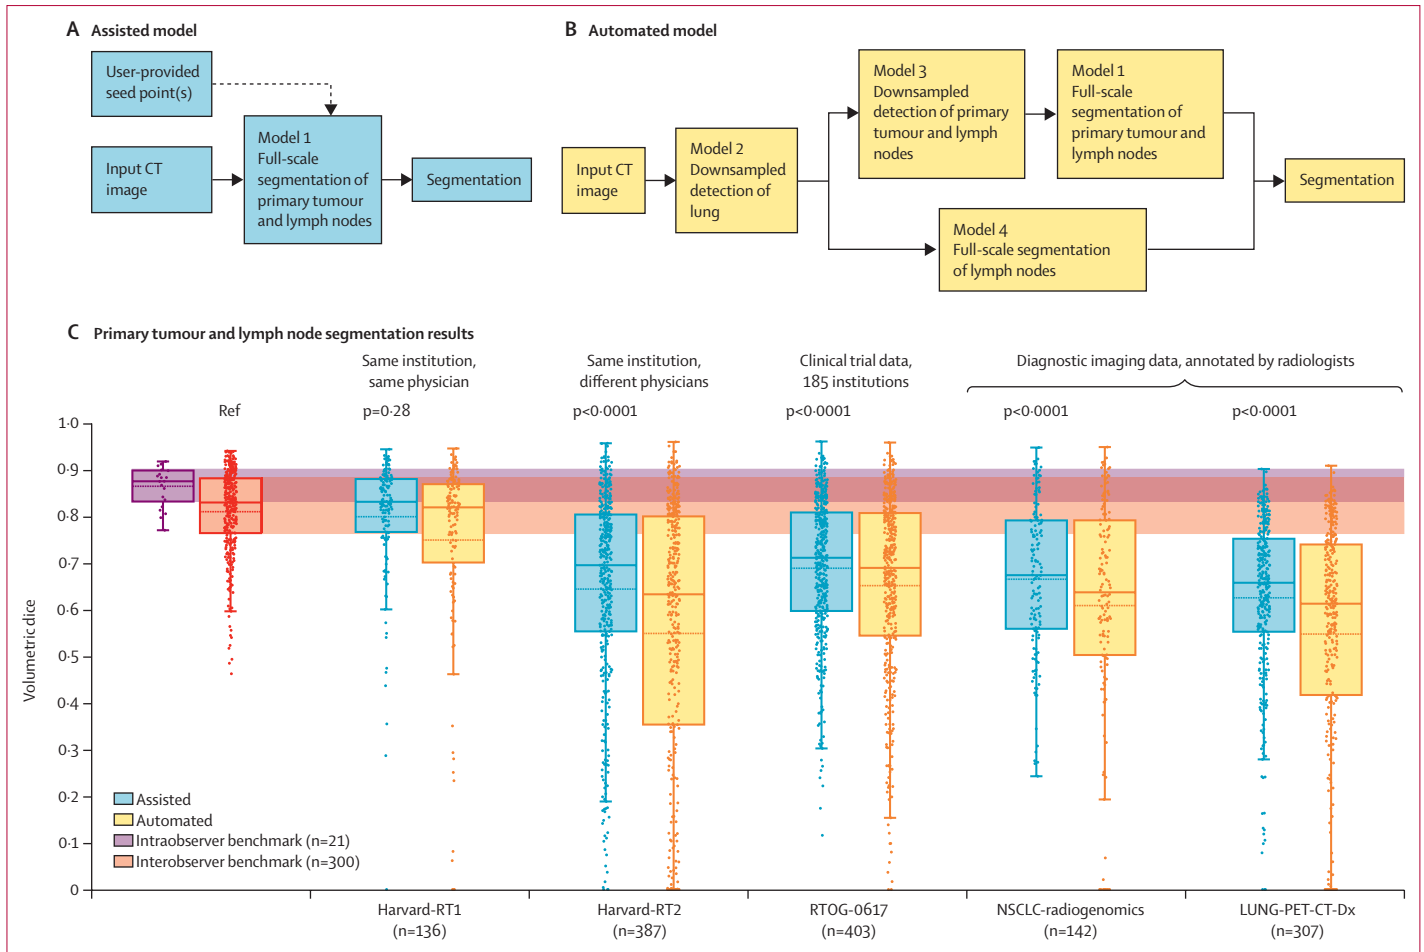 A Assisted model
User-provided
seed point(s)
Input CT
image
Model 1
Full-scale
segmentation of
primary tumour
and lymph nodes
Segmentation
B Automated model
Input CT
image
Model 2
Downsampled
detection of
lung
Model 3
Downsampled
detection of primary
tumour and lymph
nodes
Model 1
Full-scale
segmentation of
primary tumour and
lymph nodes
Model 4
Full-scale segmentation
of lymph nodes
Segmentation
C Primary tumour and lymph node segmentation results
Same institution,
same physician
Same institution,
different physicians
Clinical trial data,
185 institutions
Diagnostic imaging data, annotated by radiologists
Ref
p=0·28
p<0·0001
p<0·0001
p<0·0001
p<0·0001
Volumetric dice
1·0
0·9
0·8
0·7
0·6
0·5
0·4
0·3
0·2
0·1
0
Assisted
Automated
Intraobserver benchmark (n=21)
Interobserver benchmark (n=300)
Harvard-RT1
(n=136)
Harvard-RT2
(n=387)
RTOG-0617
(n=403)
NSCLC-radiogenomics
(n=142)
LUNG-PET-CT-Dx
(n=307)